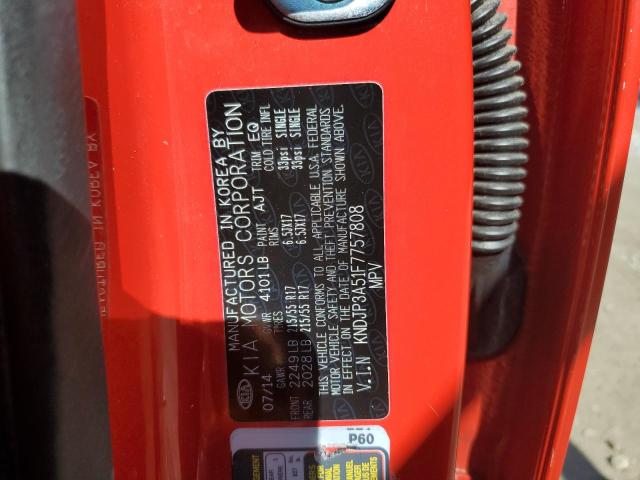 MANUFACTURED IN KOREA BY
KIA MOTORS CORPORATION
07/14 GVWR 4101LB PAINT AJT TRIM EQ
GAWR TIRES RIMS COLD TIRE INFL
FRONT 2249LB 215/55 R17 6.5JX17 33psi SINGLE
REAR 2028LB 215/55 R17 6.5JX17 33psi SINGLE
THIS VEHICLE CONFORMS TO ALL APPLICABLE U.S.A. FEDERAL
MOTOR VEHICLE SAFETY AND THEFT PREVENTION STANDARDS
IN EFFECT ON THE DATE OF MANUFACTURE SHOWN ABOVE.
V.I.N KNDJP3A51F7757808
MPV
KIA
P60
MANUEL